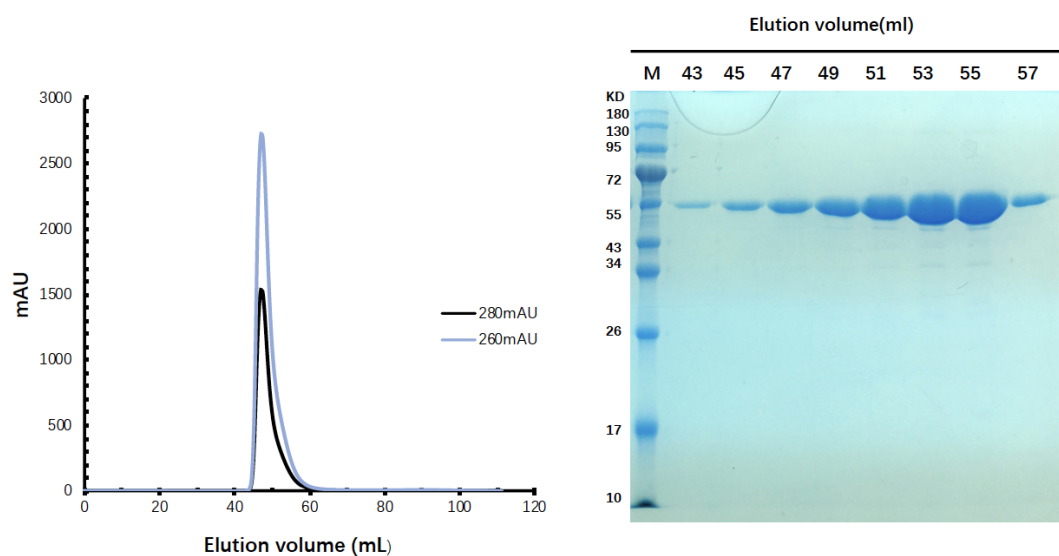 3000
2500
2000
1500
1000
500
0
mAU
0 20 40 60 80 100 120
Elution volume (mL)
280mAU
260mAU
Elution volume(ml)
M 43 45 47 49 51 53 55 57
KD
180
130
95
72
55
43
34
26
17
10